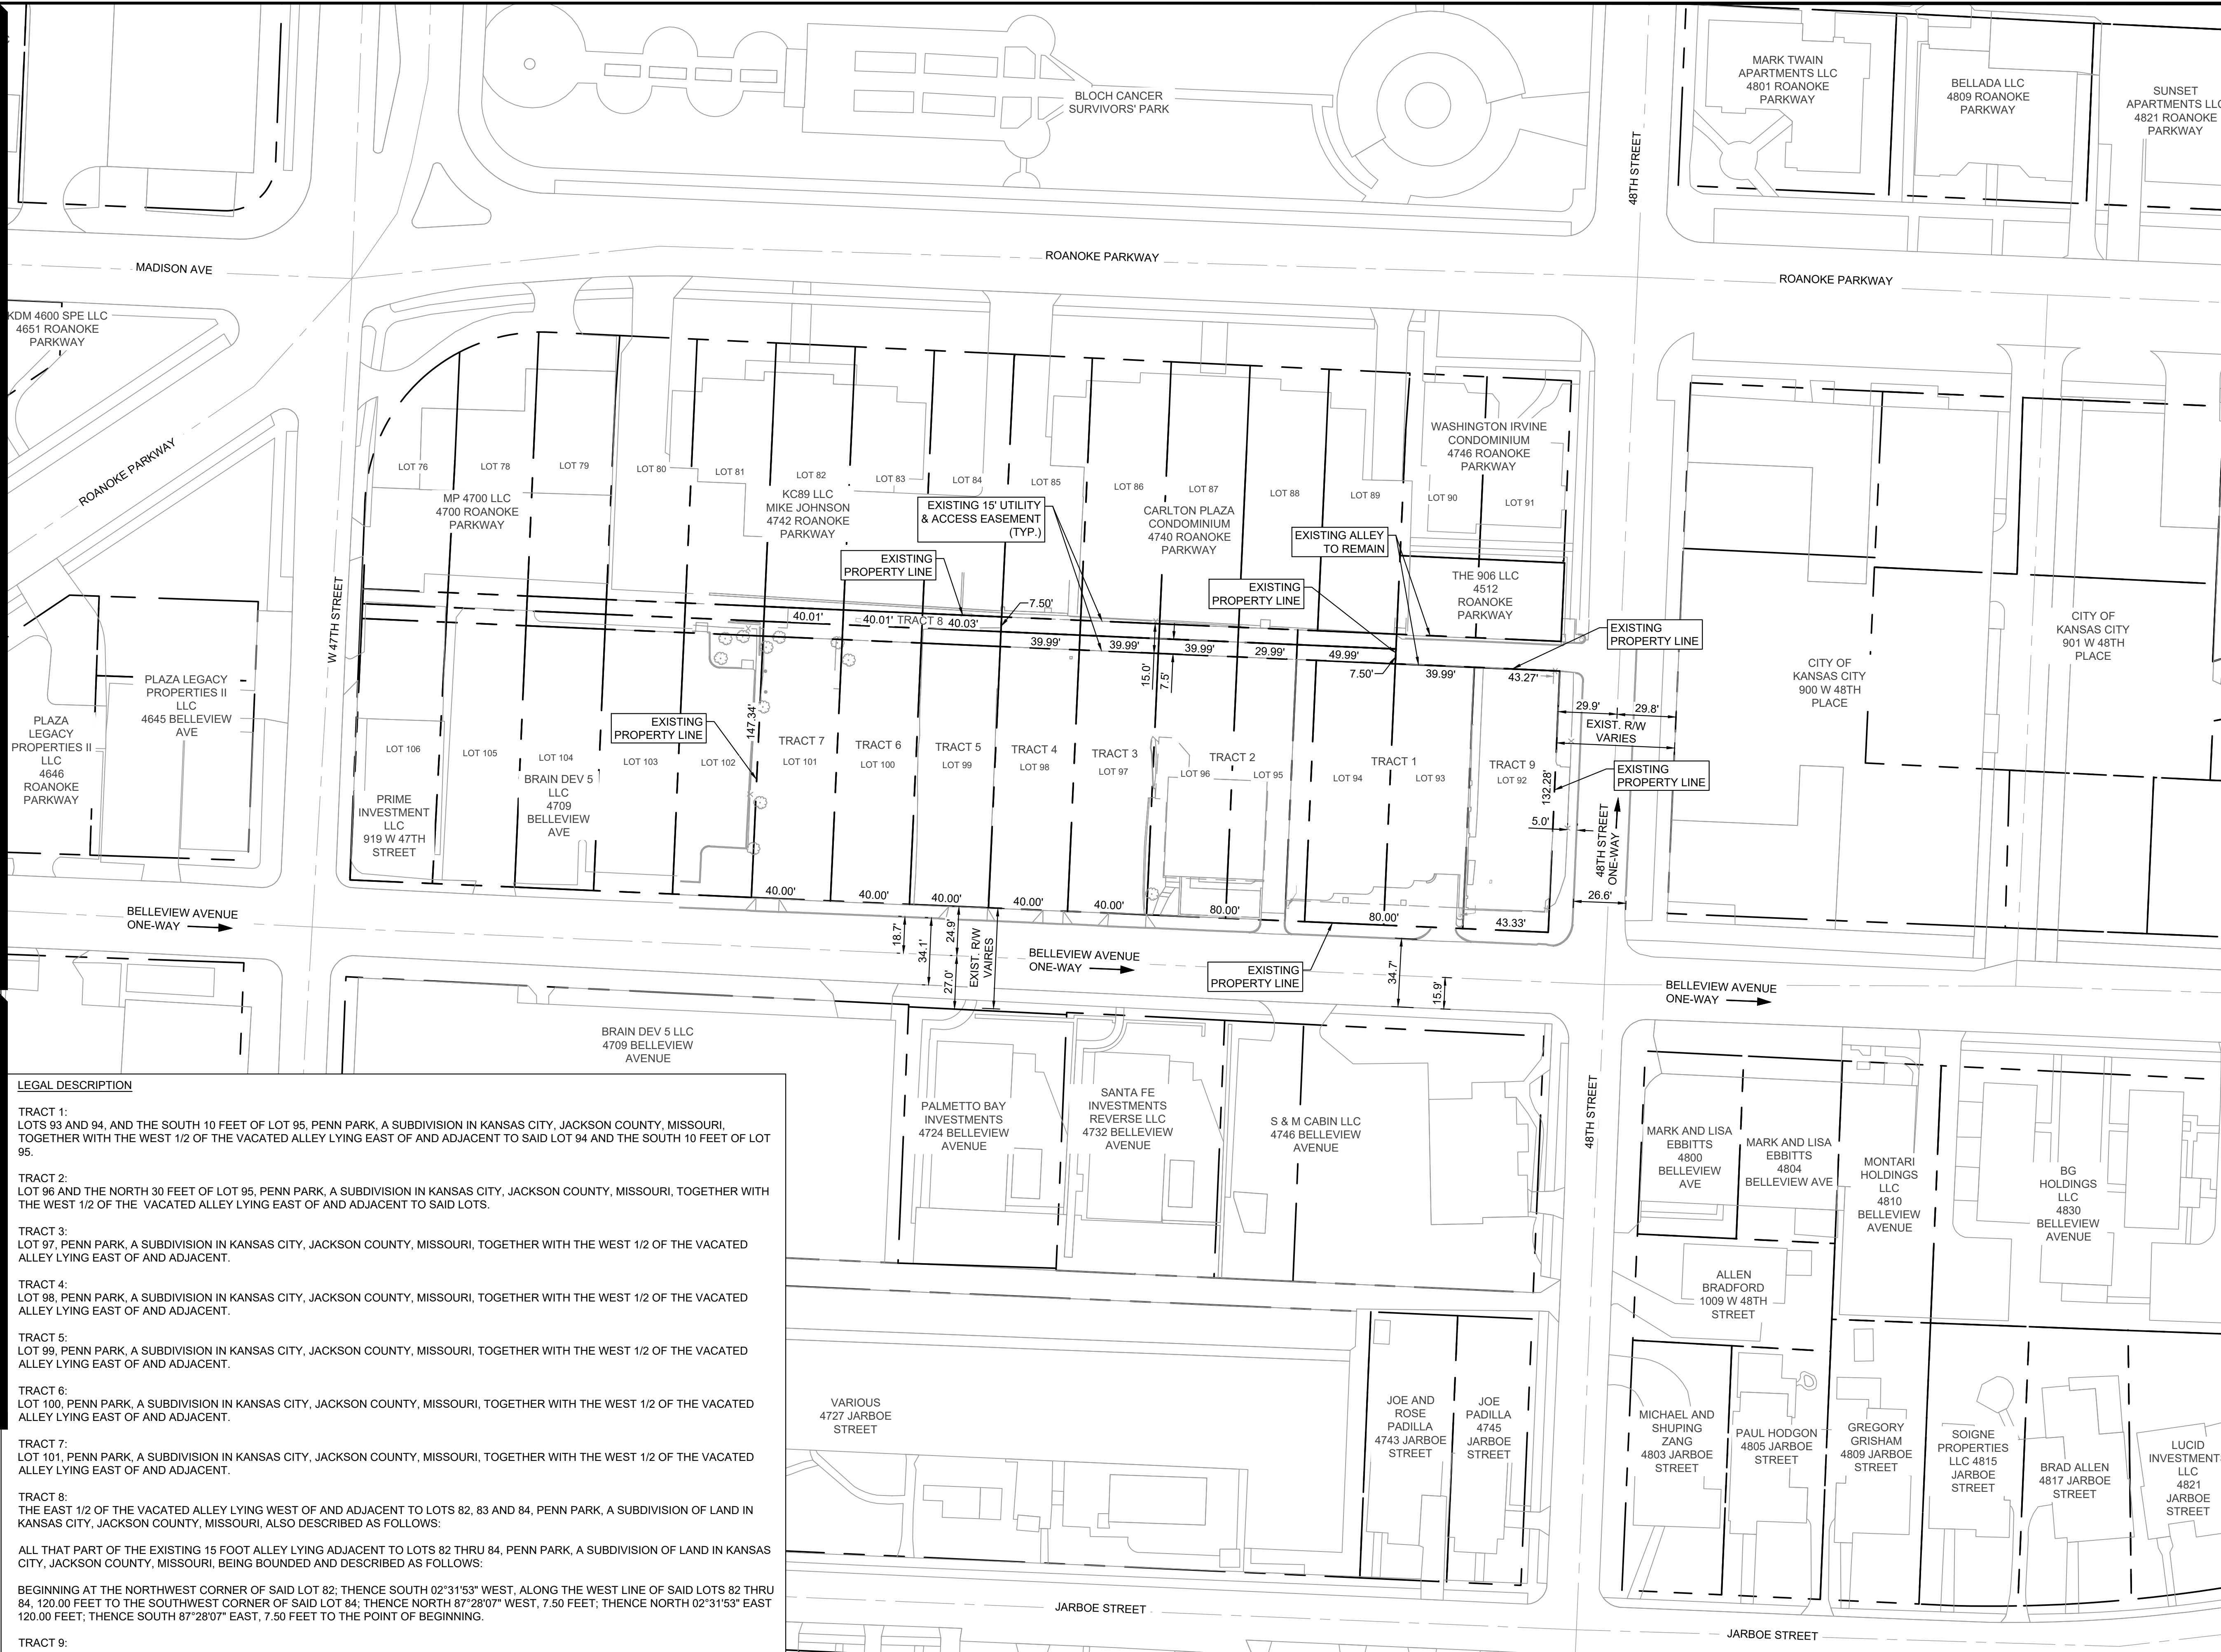 BLOCH CANCER
SURVIVORS' PARK
MARK TWAIN
APARTMENTS LLC
4801 ROANOKE
PARKWAY
BELLADA LLC
4809 ROANOKE
PARKWAY
SUNSET
APARTMENTS LLC
4821 ROANOKE
PARKWAY
48TH STREET
MADISON AVE
ROANOKE PARKWAY
ROANOKE PARKWAY
KDM 4600 SPE LLC
4651 ROANOKE
PARKWAY
ROANOKE PARKWAY
W 47TH STREET
LOT 76
LOT 78
LOT 79
LOT 80
LOT 81
LOT 82
LOT 83
LOT 84
LOT 85
LOT 86
LOT 87
LOT 88
LOT 89
LOT 90
LOT 91
MP 4700 LLC
4700 ROANOKE
PARKWAY
KC89 LLC
MIKE JOHNSON
4742 ROANOKE
PARKWAY
EXISTING 15' UTILITY
& ACCESS EASEMENT
(TYP.)
CARLTON PLAZA
CONDOMINIUM
4740 ROANOKE
PARKWAY
WASHINGTON IRVINE
CONDOMINIUM
4746 ROANOKE
PARKWAY
EXISTING ALLEY
TO REMAIN
EXISTING
PROPERTY LINE
EXISTING
PROPERTY LINE
THE 906 LLC
4512
ROANOKE
PARKWAY
EXISTING
PROPERTY LINE
40.01'
40.01'
TRACT 8
40.03'
7.50'
39.99'
39.99'
39.99'
29.99'
49.99'
7.50'
39.99'
43.27'
15.0'
7.5'
29.9'
29.8'
EXIST. R/W
VARIES
CITY OF
KANSAS CITY
900 W 48TH
PLACE
CITY OF
KANSAS CITY
901 W 48TH
PLACE
PLAZA
LEGACY
PROPERTIES II
LLC
4646
ROANOKE
PARKWAY
PLAZA LEGACY
PROPERTIES II
LLC
4645 BELLEVIEW
AVE
EXISTING
PROPERTY LINE
147.34'
LOT 106
LOT 105
LOT 104
LOT 103
LOT 102
TRACT 7
LOT 101
TRACT 6
LOT 100
TRACT 5
LOT 99
TRACT 4
LOT 98
TRACT 3
LOT 97
TRACT 2
LOT 96
LOT 95
TRACT 1
LOT 94
LOT 93
TRACT 9
LOT 92
132.28'
EXISTING
PROPERTY LINE
5.0'
48TH STREET
ONE-WAY
26.6'
PRIME
INVESTMENT
LLC
919 W 47TH
STREET
BRAIN DEV 5
LLC
4709
BELLEVIEW
AVE
40.00'
40.00'
40.00'
40.00'
40.00'
80.00'
80.00'
43.33'
BELLEVIEW AVENUE
ONE-WAY
18.7'
34.1'
24.9'
27.0'
EXIST. R/W
VAIRES
BELLEVIEW AVENUE
ONE-WAY
EXISTING
PROPERTY LINE
34.7'
15.9'
BELLEVIEW AVENUE
ONE-WAY
BRAIN DEV 5 LLC
4709 BELLEVIEW
AVENUE
PALMETTO BAY
INVESTMENTS
4724 BELLEVIEW
AVENUE
SANTA FE
INVESTMENTS
REVERSE LLC
4732 BELLEVIEW
AVENUE
S & M CABIN LLC
4746 BELLEVIEW
AVENUE
48TH STREET
MARK AND LISA
EBBITTS
4800
BELLEVIEW
AVE
MARK AND LISA
EBBITTS
4804
BELLEVIEW AVE
MONTARI
HOLDINGS
LLC
4810
BELLEVIEW
AVENUE
BG
HOLDINGS
LLC
4830
BELLEVIEW
AVENUE
ALLEN
BRADFORD
1009 W 48TH
STREET
VARIOUS
4727 JARBOE
STREET
JOE AND
ROSE
PADILLA
4743 JARBOE
STREET
JOE
PADILLA
4745
JARBOE
STREET
MICHAEL AND
SHUPING
ZANG
4803 JARBOE
STREET
PAUL HODGON
4805 JARBOE
STREET
GREGORY
GRISHAM
4809 JARBOE
STREET
SOIGNE
PROPERTIES
LLC 4815
JARBOE
STREET
BRAD ALLEN
4817 JARBOE
STREET
LUCID
INVESTMENT
LLC
4821
JARBOE
STREET
JARBOE STREET
JARBOE STREET
LEGAL DESCRIPTION
TRACT 1:
LOTS 93 AND 94, AND THE SOUTH 10 FEET OF LOT 95, PENN PARK, A SUBDIVISION IN KANSAS CITY, JACKSON COUNTY, MISSOURI,
TOGETHER WITH THE WEST 1/2 OF THE VACATED ALLEY LYING EAST OF AND ADJACENT TO SAID LOT 94 AND THE SOUTH 10 FEET OF LOT
95.
TRACT 2:
LOT 96 AND THE NORTH 30 FEET OF LOT 95, PENN PARK, A SUBDIVISION IN KANSAS CITY, JACKSON COUNTY, MISSOURI, TOGETHER WITH
THE WEST 1/2 OF THE VACATED ALLEY LYING EAST OF AND ADJACENT TO SAID LOTS.
TRACT 3:
LOT 97, PENN PARK, A SUBDIVISION IN KANSAS CITY, JACKSON COUNTY, MISSOURI, TOGETHER WITH THE WEST 1/2 OF THE VACATED
ALLEY LYING EAST OF AND ADJACENT.
TRACT 4:
LOT 98, PENN PARK, A SUBDIVISION IN KANSAS CITY, JACKSON COUNTY, MISSOURI, TOGETHER WITH THE WEST 1/2 OF THE VACATED
ALLEY LYING EAST OF AND ADJACENT.
TRACT 5:
LOT 99, PENN PARK, A SUBDIVISION IN KANSAS CITY, JACKSON COUNTY, MISSOURI, TOGETHER WITH THE WEST 1/2 OF THE VACATED
ALLEY LYING EAST OF AND ADJACENT.
TRACT 6:
LOT 100, PENN PARK, A SUBDIVISION IN KANSAS CITY, JACKSON COUNTY, MISSOURI, TOGETHER WITH THE WEST 1/2 OF THE VACATED
ALLEY LYING EAST OF AND ADJACENT.
TRACT 7:
LOT 101, PENN PARK, A SUBDIVISION IN KANSAS CITY, JACKSON COUNTY, MISSOURI, TOGETHER WITH THE WEST 1/2 OF THE VACATED
ALLEY LYING EAST OF AND ADJACENT.
TRACT 8:
THE EAST 1/2 OF THE VACATED ALLEY LYING WEST OF AND ADJACENT TO LOTS 82, 83 AND 84, PENN PARK, A SUBDIVISION OF LAND IN
KANSAS CITY, JACKSON COUNTY, MISSOURI, ALSO DESCRIBED AS FOLLOWS:
ALL THAT PART OF THE EXISTING 15 FOOT ALLEY LYING ADJACENT TO LOTS 82 THRU 84, PENN PARK, A SUBDIVISION OF LAND IN KANSAS
CITY, JACKSON COUNTY, MISSOURI, BEING BOUNDED AND DESCRIBED AS FOLLOWS:
BEGINNING AT THE NORTHWEST CORNER OF SAID LOT 82; THENCE SOUTH 02°31'53" WEST, ALONG THE WEST LINE OF SAID LOTS 82 THRU
84, 120.00 FEET TO THE SOUTHWEST CORNER OF SAID LOT 84; THENCE NORTH 87°28'07" WEST, 7.50 FEET; THENCE NORTH 02°31'53" EAST
120.00 FEET; THENCE SOUTH 87°28'07" EAST, 7.50 FEET TO THE POINT OF BEGINNING.
TRACT 9: